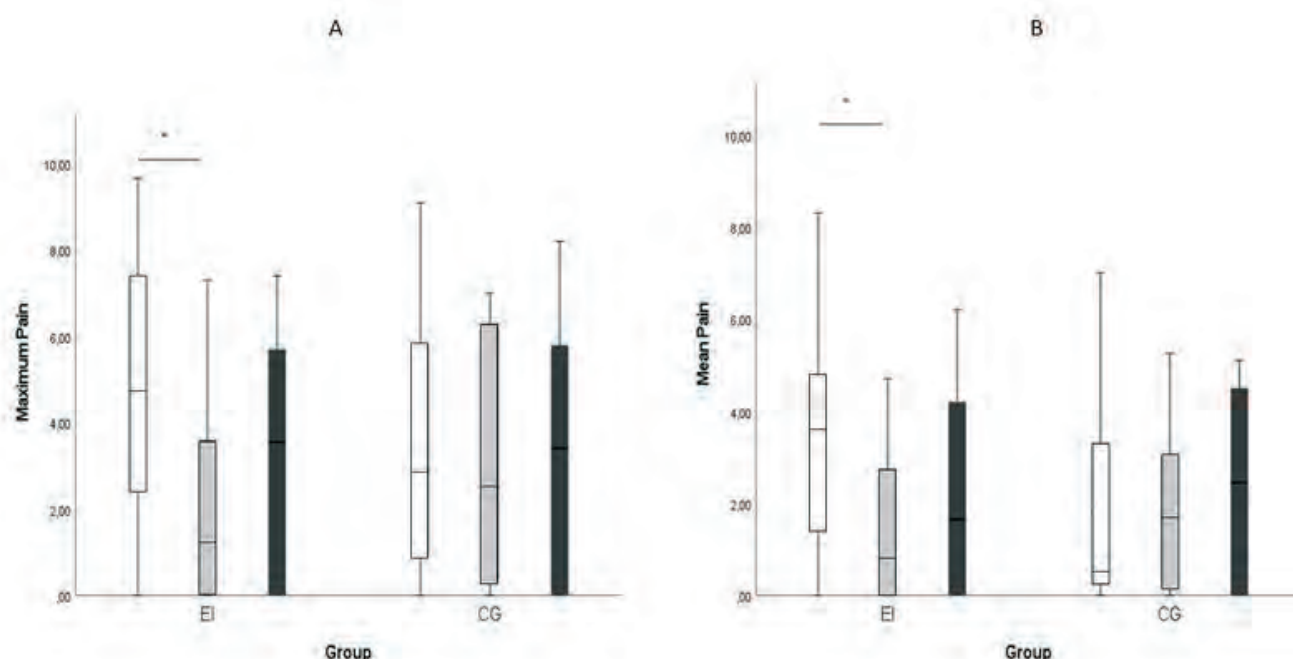 A
Maximum Pain
*
10,00
8,00
6,00
4,00
2,00
,00
EI
CG
Group
B
Mean Pain
*
10,00
8,00
6,00
4,00
2,00
,00
EI
CG
Group